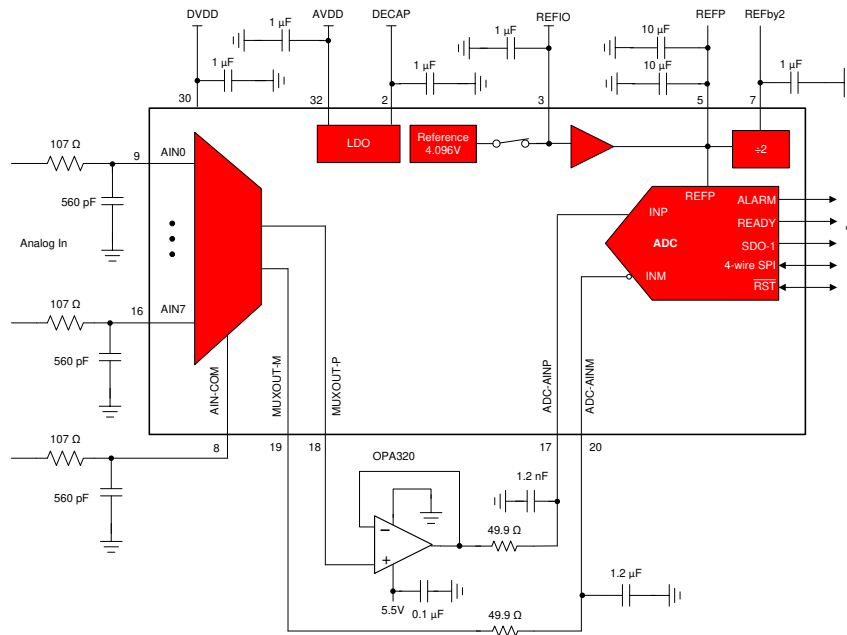 DVDD
AVDD
DECAP
REFIO
REFP
REFby2
1 µF
1 µF
10 µF
1 µF
1 µF
10 µF
1 µF
30
32
2
3
5
7
107 Ω
9
AIN0
LDO
Reference
4.096V
÷2
560 pF
REFP
ALARM
INP
READY
Analog In
ADC
SDO-1
4-wire SPI
INM
RST
107 Ω
16
AIN7
560 pF
AIN-COM
MUXOUT-M
MUXOUT-P
ADC-AINP
ADC-AINM
107 Ω
8
19
18
17
20
OPA320
560 pF
1.2 nF
49.9 Ω
−
+
1.2 µF
5.5V
0.1 µF
49.9 Ω